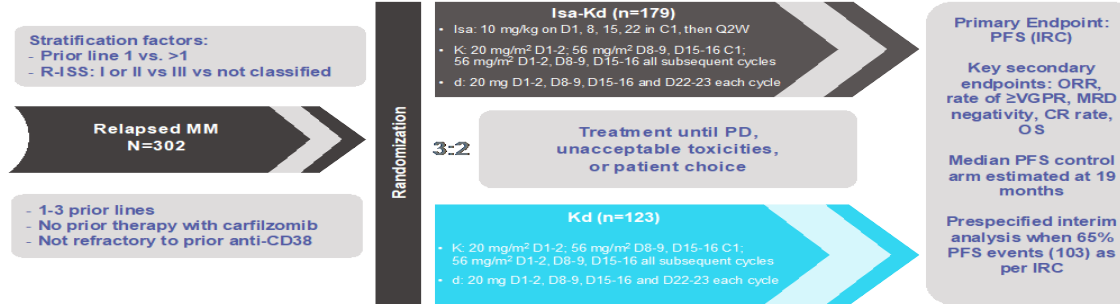 Stratification factors:
- Prior line 1 vs. >1
- R-ISS: I or II vs III vs not classified
Relapsed MM
N=302
- 1-3 prior lines
- No prior therapy with carfilzomib
- Not refractory to prior anti-CD38
Randomization
3:2
Isa-Kd (n=179)
• Isa: 10 mg/kg on D1, 8, 15, 22 in C1, then Q2W
• K: 20 mg/m² D1-2; 56 mg/m² D8-9, D15-16 C1;
56 mg/m² D1-2, D8-9, D15-16 all subsequent cycles
• d: 20 mg D1-2, D8-9, D15-16 and D22-23 each cycle
Treatment until PD,
unacceptable toxicities,
or patient choice
Kd (n=123)
• K: 20 mg/m² D1-2; 56 mg/m² D8-9, D15-16 C1;
56 mg/m² D1-2, D8-9, D15-16 all subsequent cycles
• d: 20 mg D1-2, D8-9, D15-16 and D22-23 each cycle
Primary Endpoint:
PFS (IRC)
Key secondary
endpoints: ORR,
rate of ≥VGPR, MRD
negativity, CR rate,
OS
Median PFS control
arm estimated at 19
months
Prespecified interim
analysis when 65%
PFS events (103) as
per IRC